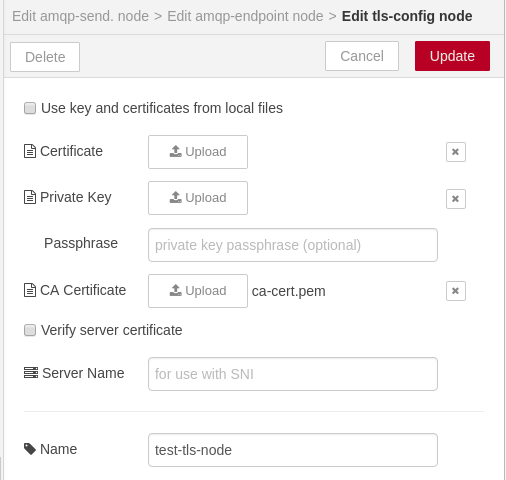 Edit amqp-send. node > Edit amqp-endpoint node > Edit tls-config node
Delete Cancel Update
Use key and certificates from local files
Certificate Upload
Private Key Upload
Passphrase private key passphrase (optional)
CA Certificate Upload ca-cert.pem
Verify server certificate
Server Name for use with SNI
Name test-tls-node